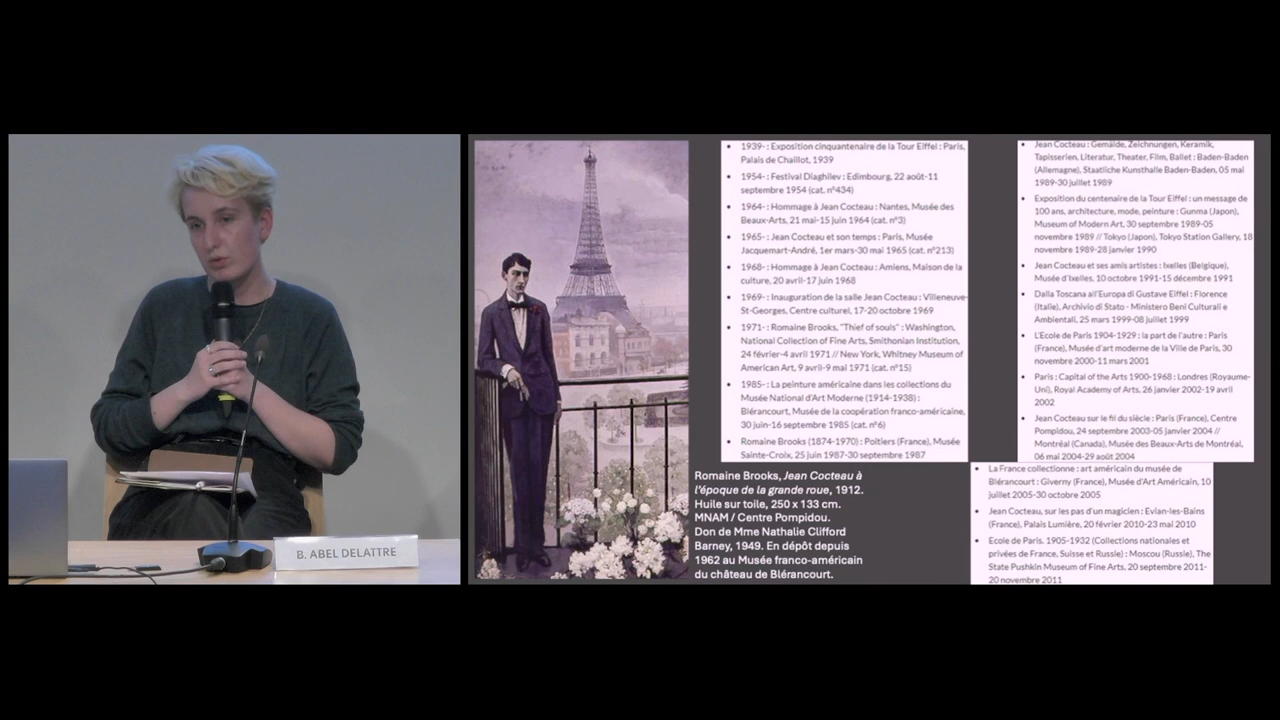 B. ABEL DELATTRE
• 1939- : Exposition cinquantenaire de la Tour Eiffel : Paris,
Palais de Chaillot, 1939
• 1954- : Festival Diaghilev : Edimbourg, 22 août-11
septembre 1954 (cat. n°434)
• 1964- : Hommage à Jean Cocteau : Nantes, Musée des
Beaux-Arts, 21 mai-15 juin 1964 (cat. n°3)
• 1965- : Jean Cocteau et son temps : Paris, Musée
Jacquemart-André, 1er mars-30 mai 1965 (cat. n°213)
• 1968- : Hommage à Jean Cocteau : Amiens, Maison de la
culture, 20 avril-17 juin 1968
• 1969- : Inauguration de la salle Jean Cocteau : Villeneuve-
St-Georges, Centre culturel, 17-20 octobre 1969
• 1971- : Romaine Brooks, "Thief of souls" : Washington,
National Collection of Fine Arts, Smithonian Institution,
24 février-4 avril 1971 // New York, Whitney Museum of
American Art, 9 avril-9 mai 1971 (cat. n°15)
• 1985- : La peinture américaine dans les collections du
Musée National d'Art Moderne (1914-1938) :
Blérancourt, Musée de la coopération franco-américaine,
30 juin-16 septembre 1985 (cat. n°6)
• Romaine Brooks (1874-1970) : Poitiers (France), Musée
Sainte-Croix, 25 juin 1987-30 septembre 1987
Romaine Brooks, Jean Cocteau à
l'époque de la grande roue, 1912.
Huile sur toile, 250 x 133 cm.
MNAM / Centre Pompidou.
Don de Mme Nathalie Clifford
Barney, 1949. En dépôt depuis
1962 au Musée franco-américain
du château de Blérancourt.
• Jean Cocteau : Gemälde, Zeichnungen, Keramik,
Tapisserien, Literatur, Theater, Film, Ballet : Baden-Baden
(Allemagne), Staatliche Kunsthalle Baden-Baden, 05 mai
1989-30 juillet 1989
• Exposition du centenaire de la Tour Eiffel : un message de
100 ans, architecture, mode, peinture : Gunma (Japon),
Museum of Modern Art, 30 septembre 1989-05
novembre 1989 // Tokyo (Japon), Tokyo Station Gallery, 18
novembre 1989-28 janvier 1990
• Jean Cocteau et ses amis artistes : Ixelles (Belgique),
Musée d'Ixelles, 10 octobre 1991-15 décembre 1991
• Dalla Toscana all'Europa di Gustave Eiffel : Florence
(Italie), Archivio di Stato - Ministero Beni Culturali e
Ambientali, 25 mars 1999-08 juillet 1999
• L'Ecole de Paris 1904-1929 : la part de l'autre : Paris
(France), Musée d'art moderne de la Ville de Paris, 30
novembre 2000-11 mars 2001
• Paris : Capital of the Arts 1900-1968 : Londres (Royaume-
Uni), Royal Academy of Arts, 26 janvier 2002-19 avril
2002
• Jean Cocteau sur le fil du siècle : Paris (France), Centre
Pompidou, 24 septembre 2003-05 janvier 2004 //
Montréal (Canada), Musée des Beaux-Arts de Montréal,
06 mai 2004-29 août 2004
• La France collectionne : art américain du musée de
Blérancourt : Giverny (France), Musée d'Art Américain, 10
juillet 2005-30 octobre 2005
• Jean Cocteau, sur les pas d'un magicien : Evian-les-Bains
(France), Palais Lumière, 20 février 2010-23 mai 2010
• Ecole de Paris. 1905-1932 (Collections nationales et
privées de France, Suisse et Russie) : Moscou (Russie), The
State Pushkin Museum of Fine Arts, 20 septembre 2011-
20 novembre 2011